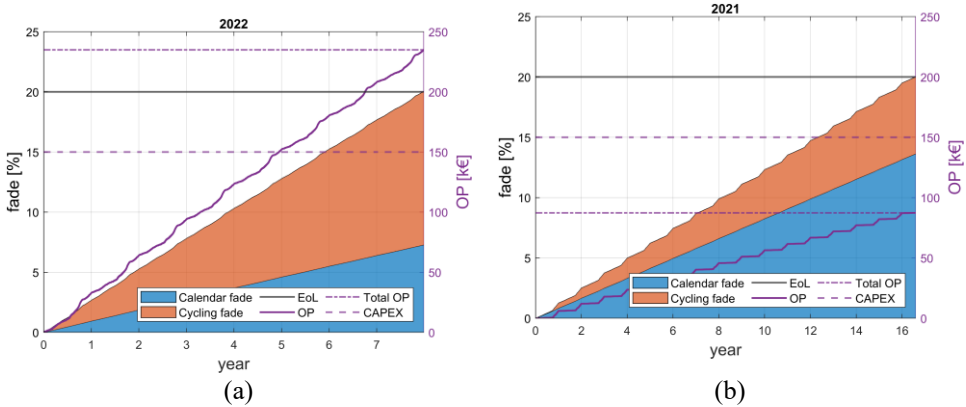 2022
25
20
15
10
5
0
fade [%]
250
200
150
100
50
0
OP [k€]
0 1 2 3 4 5 6 7
year
Calendar fade EoL Total OP
Cycling fade OP CAPEX
(a)
2021
25
20
15
10
5
0
fade [%]
250
200
150
100
50
0
OP [k€]
0 2 4 6 8 10 12 14 16
year
Calendar fade EoL Total OP
Cycling fade OP CAPEX
(b)